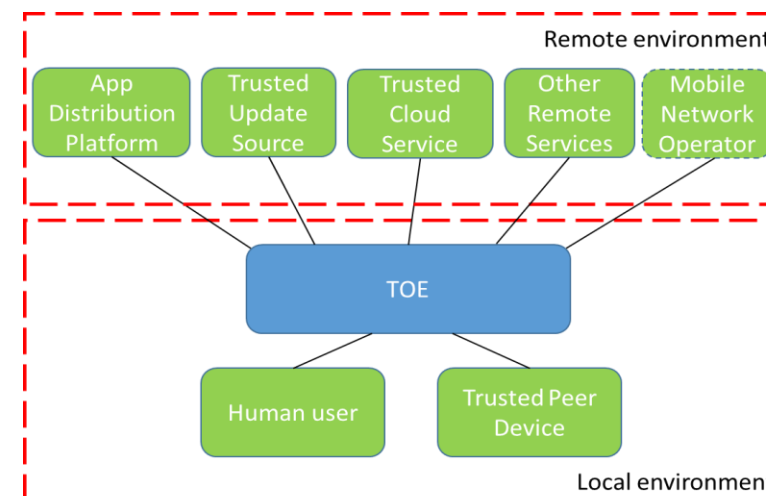 Remote environment
App
Distribution
Platform
Trusted
Update
Source
Trusted
Cloud
Service
Other
Remote
Services
Mobile
Network
Operator
TOE
Human user
Trusted Peer
Device
Local environment